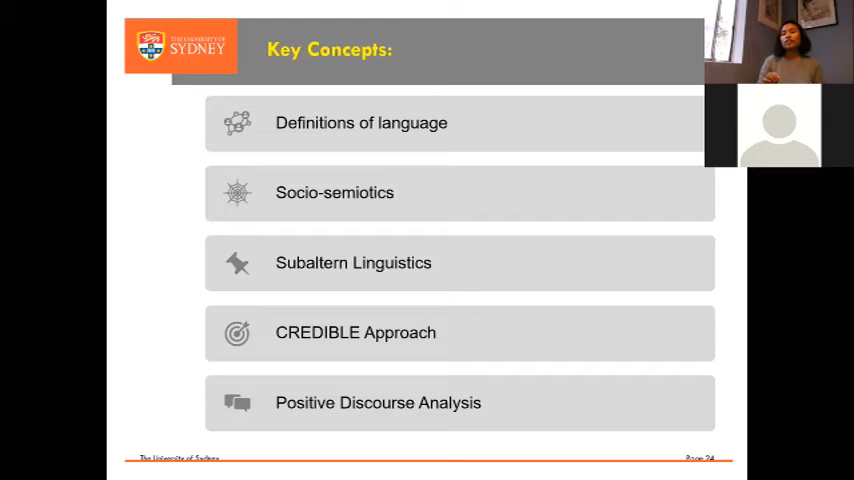 THE UNIVERSITY OF
SYDNEY
Key Concepts:
Definitions of language
Socio-semiotics
Subaltern Linguistics
CREDIBLE Approach
Positive Discourse Analysis
The University of Sydney
Page 24